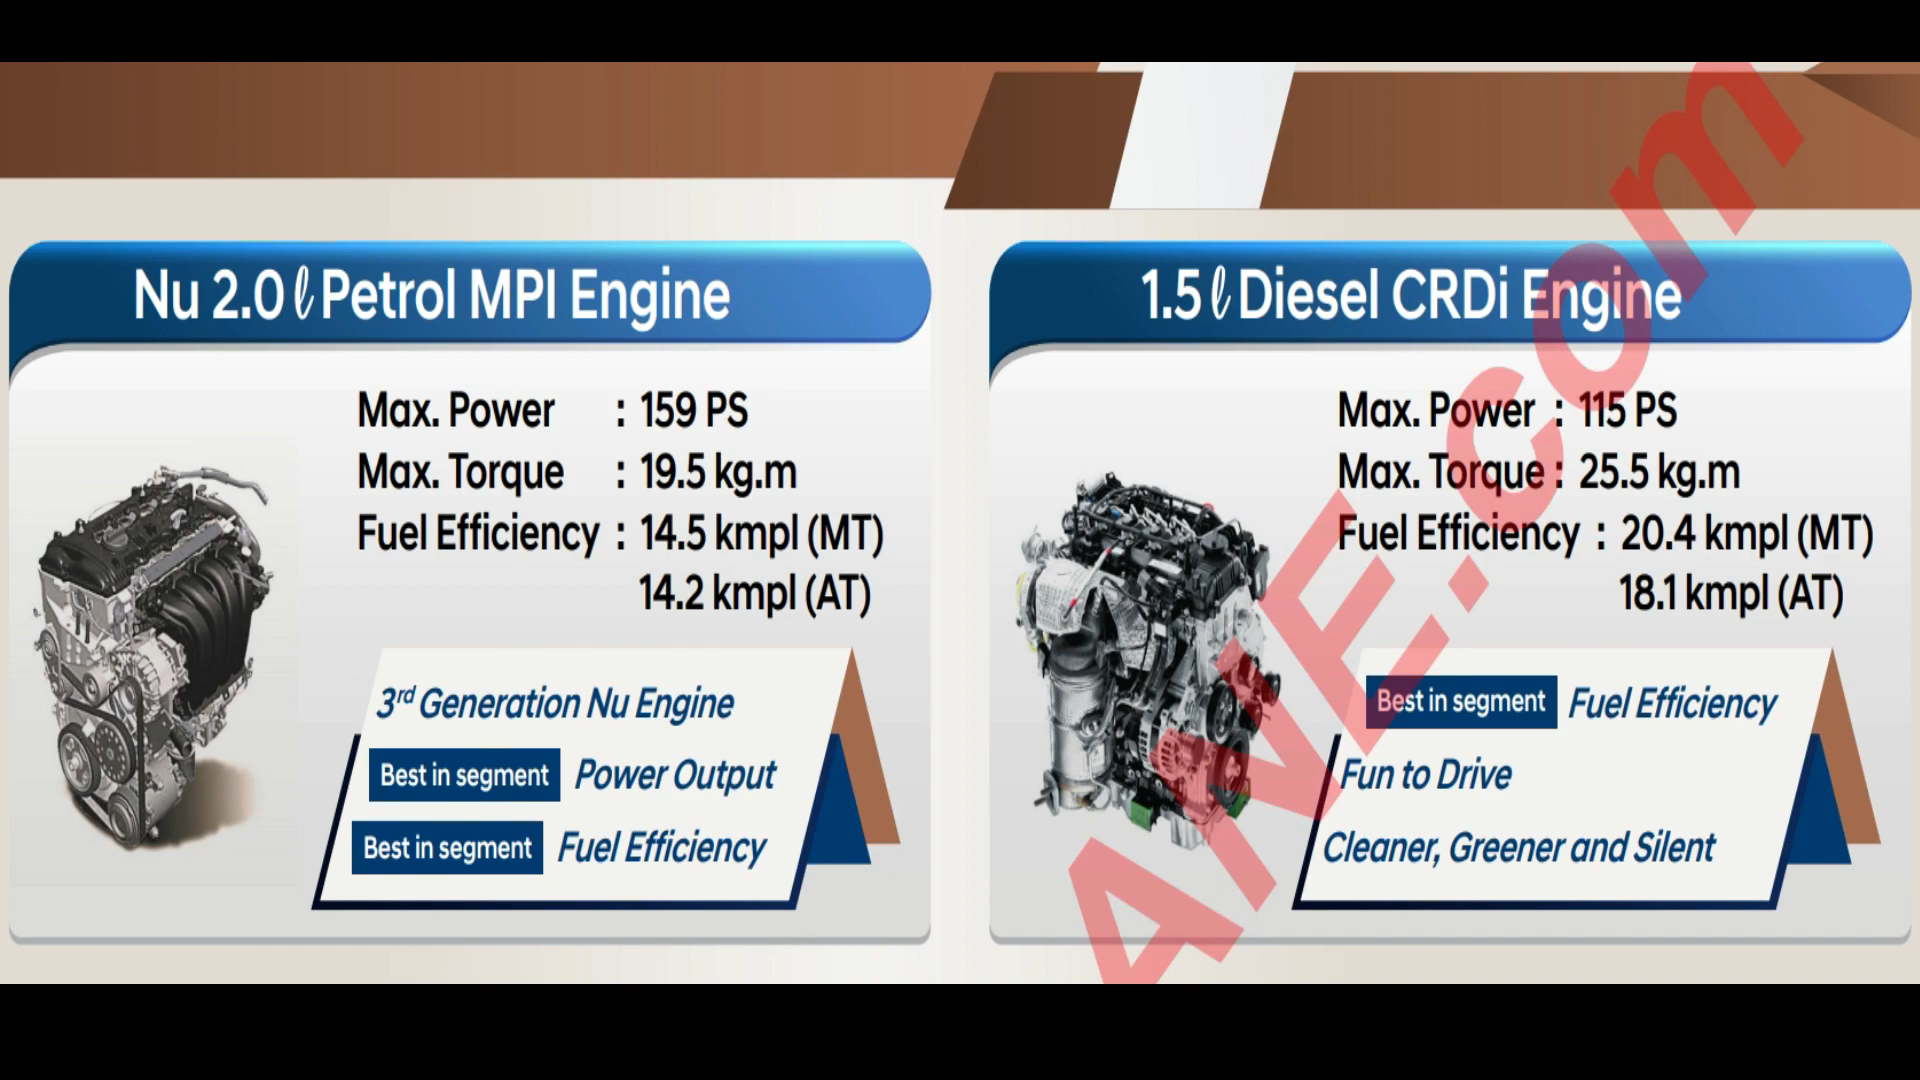 Nu 2.0 ℓ Petrol MPI Engine
Max. Power : 159 PS
Max. Torque : 19.5 kg.m
Fuel Efficiency : 14.5 kmpl (MT)
14.2 kmpl (AT)
3rd Generation Nu Engine
Best in segment Power Output
Best in segment Fuel Efficiency
1.5 ℓ Diesel CRDi Engine
Max. Power : 115 PS
Max. Torque : 25.5 kg.m
Fuel Efficiency : 20.4 kmpl (MT)
18.1 kmpl (AT)
Best in segment Fuel Efficiency
Fun to Drive
Cleaner, Greener and Silent
AVE.com